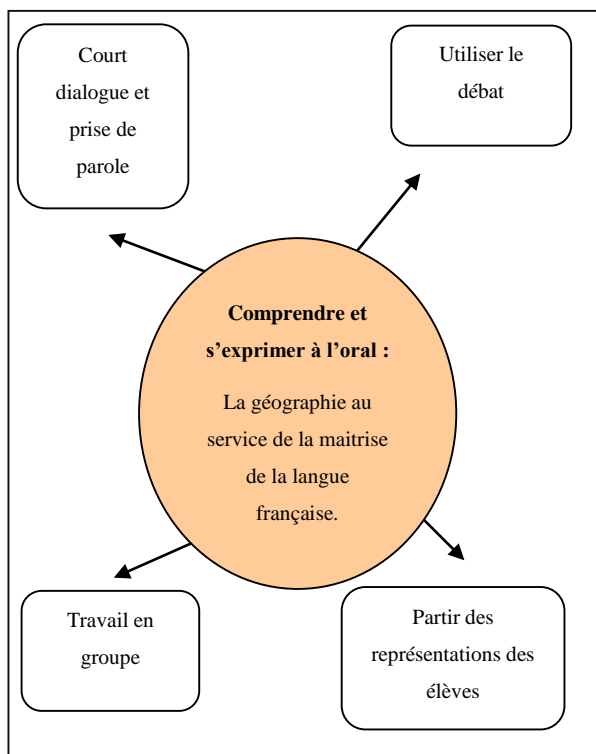 Court
dialogue et
prise de
parole
Utiliser le
débat
Comprendre et
s'exprimer à l'oral :
La géographie au
service de la maitrise
de la langue
française.
Travail en
groupe
Partir des
représentations des
élèves